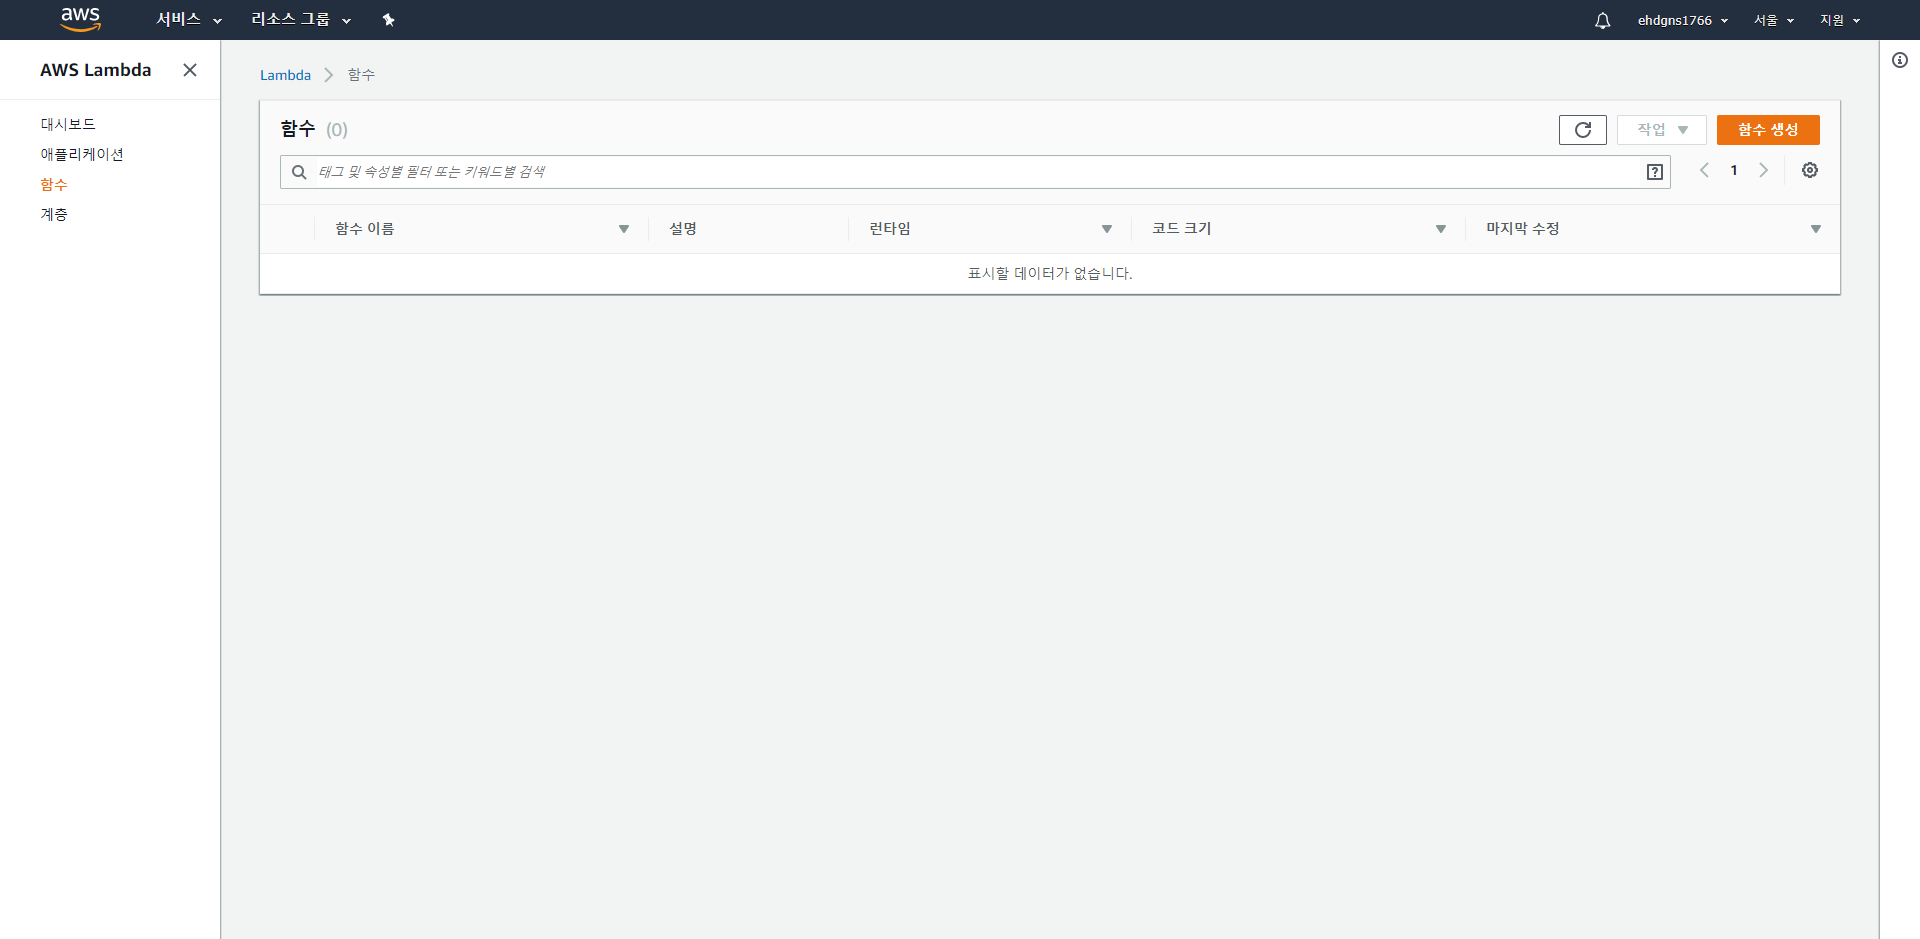 aws 서비스 리소스 그룹 ehdgns1766 서울 지원
AWS Lambda
대시보드
애플리케이션
함수
계층
Lambda 함수
함수 (0) 작업 함수 생성
태그 및 속성별 필터 또는 키워드별 검색 ? 1
함수 이름 설명 런타임 코드 크기 마지막 수정
표시할 데이터가 없습니다.